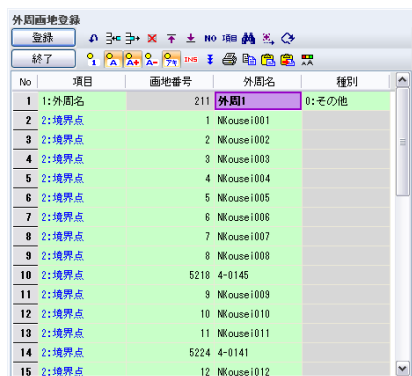 外周画地登録
登録 NO 項目
終了 1 A A+ A- アキ INS
No 項目 画地番号 外周名 種別
1 1:外周名 211 外周1 0:その他
2 2:境界点 1 NKousei001
3 2:境界点 2 NKousei002
4 2:境界点 3 NKousei003
5 2:境界点 4 NKousei004
6 2:境界点 5 NKousei005
7 2:境界点 6 NKousei006
8 2:境界点 7 NKousei007
9 2:境界点 8 NKousei008
10 2:境界点 5218 4-0145
11 2:境界点 9 NKousei009
12 2:境界点 10 NKousei010
13 2:境界点 11 NKousei011
14 2:境界点 5224 4-0141
15 2:境界点 12 NKousei012